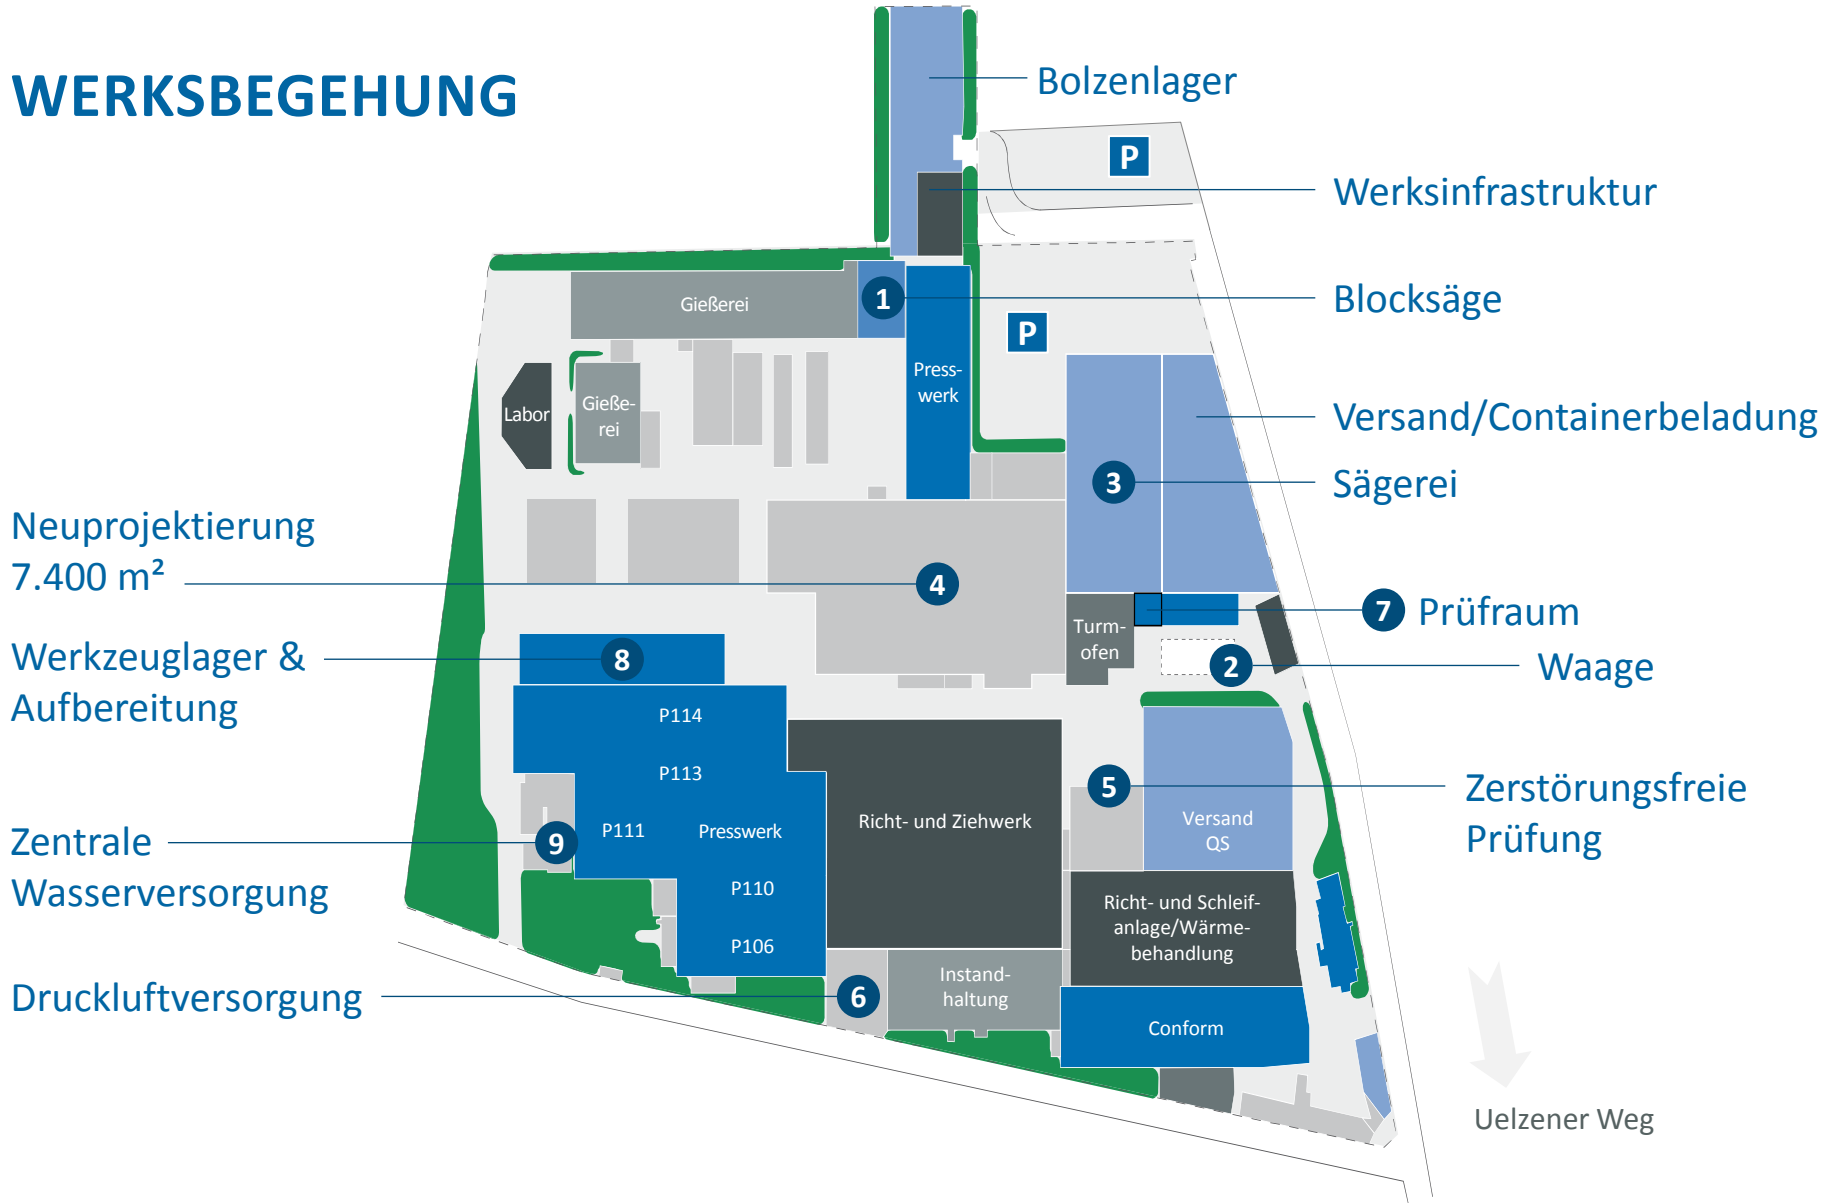 WERKSBEGEHUNG
Bolzenlager
P
Werksinfrastruktur
Gießerei
1
Blocksäge
P
Press-
werk
Labor
Gieße-
rei
Versand/Containerbeladung
3
Sägerei
Neuprojektierung
7.400 m²
4
7 Prüfraum
Turm-
ofen
Werkzeuglager &
Aufbereitung
8
2
Waage
P114
P113
5
Zerstörungsfreie
Prüfung
Richt- und Ziehwerk
Versand
QS
P111
Presswerk
Zentrale
Wasserversorgung
9
P110
P106
Richt- und Schleif-
anlage/Wärme-
behandlung
Druckluftversorgung
6
Instand-
haltung
Conform
Uelzener Weg